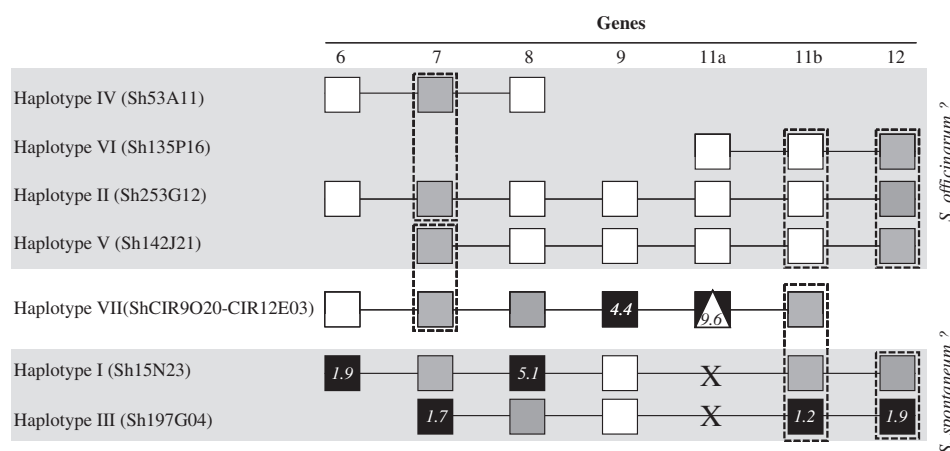 Genes
6 7 8 9 11a 11b 12
Haplotype IV (Sh53A11)
Haplotype VI (Sh135P16)
Haplotype II (Sh253G12)
Haplotype V (Sh142J21)
S. officinarum ?
Haplotype VII(ShCIR9O20-CIR12E03)
4.4 9.6
Haplotype I (Sh15N23)
1.9 5.1 X
Haplotype III (Sh197G04)
1.7 X 1.2 1.9
S. spontaneum ?